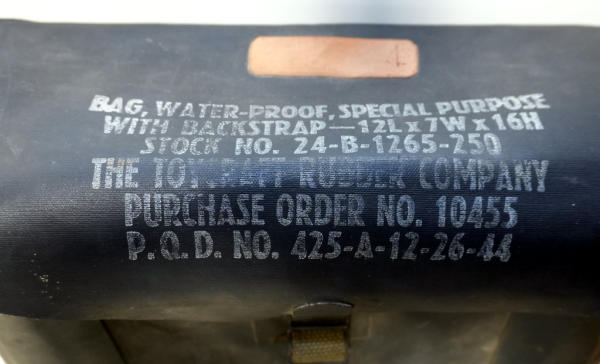 BAG, WATER-PROOF, SPECIAL PURPOSE
WITH BACKSTRAP—12L x 7W x 16H
STOCK NO. 24-B-1265-250
THE TOYCRAFT RUBBER COMPANY
PURCHASE ORDER NO. 10455
P.Q.D. NO. 425-A-12-26-44